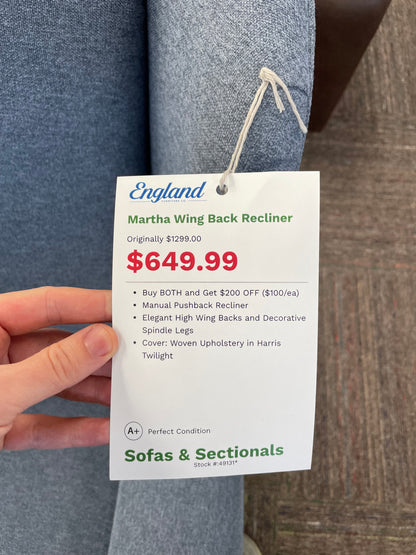 England
FURNITURE CO.
Martha Wing Back Recliner
Originally $1299.00
$649.99
• Buy BOTH and Get $200 OFF ($100/ea)
• Manual Pushback Recliner
• Elegant High Wing Backs and Decorative
Spindle Legs
• Cover: Woven Upholstery in Harris
Twilight
A+ Perfect Condition
Sofas & Sectionals
Stock #:49131*